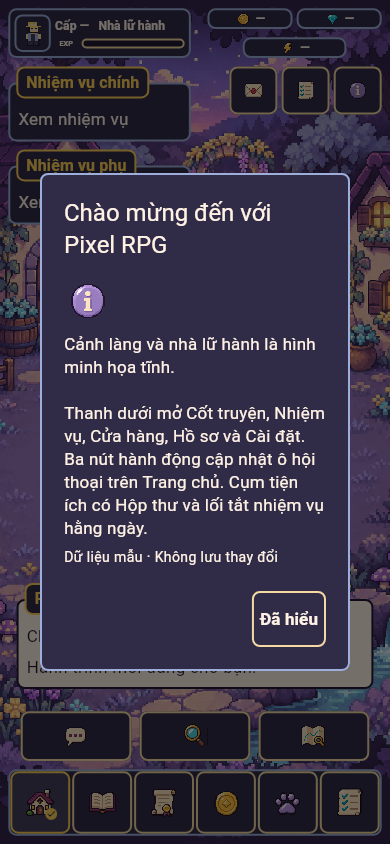 Cấp — Nhà lữ hành
EXP
—
—
—
Nhiệm vụ chính
Xem nhiệm vụ
Nhiệm vụ phụ
Chào mừng đến với
Pixel RPG
Cảnh làng và nhà lữ hành là hình
minh họa tĩnh.
Thanh dưới mở Cốt truyện, Nhiệm
vụ, Cửa hàng, Hồ sơ và Cài đặt.
Ba nút hành động cập nhật ô hội
thoại trên Trang chủ. Cụm tiện
ích có Hộp thư và lối tắt nhiệm vụ
hằng ngày.
Dữ liệu mẫu · Không lưu thay đổi
Đã hiểu